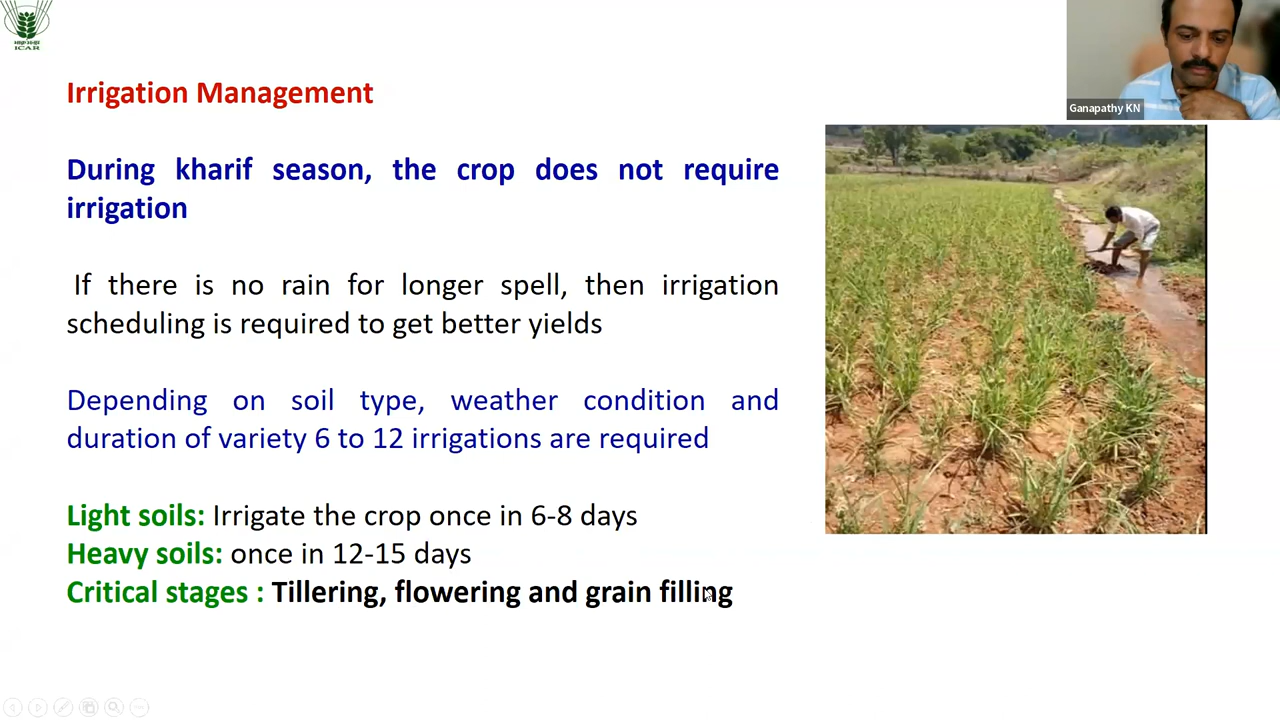 ICAR
Ganapathy KN
Irrigation Management
During kharif season, the crop does not require
irrigation
If there is no rain for longer spell, then irrigation
scheduling is required to get better yields
Depending on soil type, weather condition and
duration of variety 6 to 12 irrigations are required
Light soils: Irrigate the crop once in 6-8 days
Heavy soils: once in 12-15 days
Critical stages : Tillering, flowering and grain filling